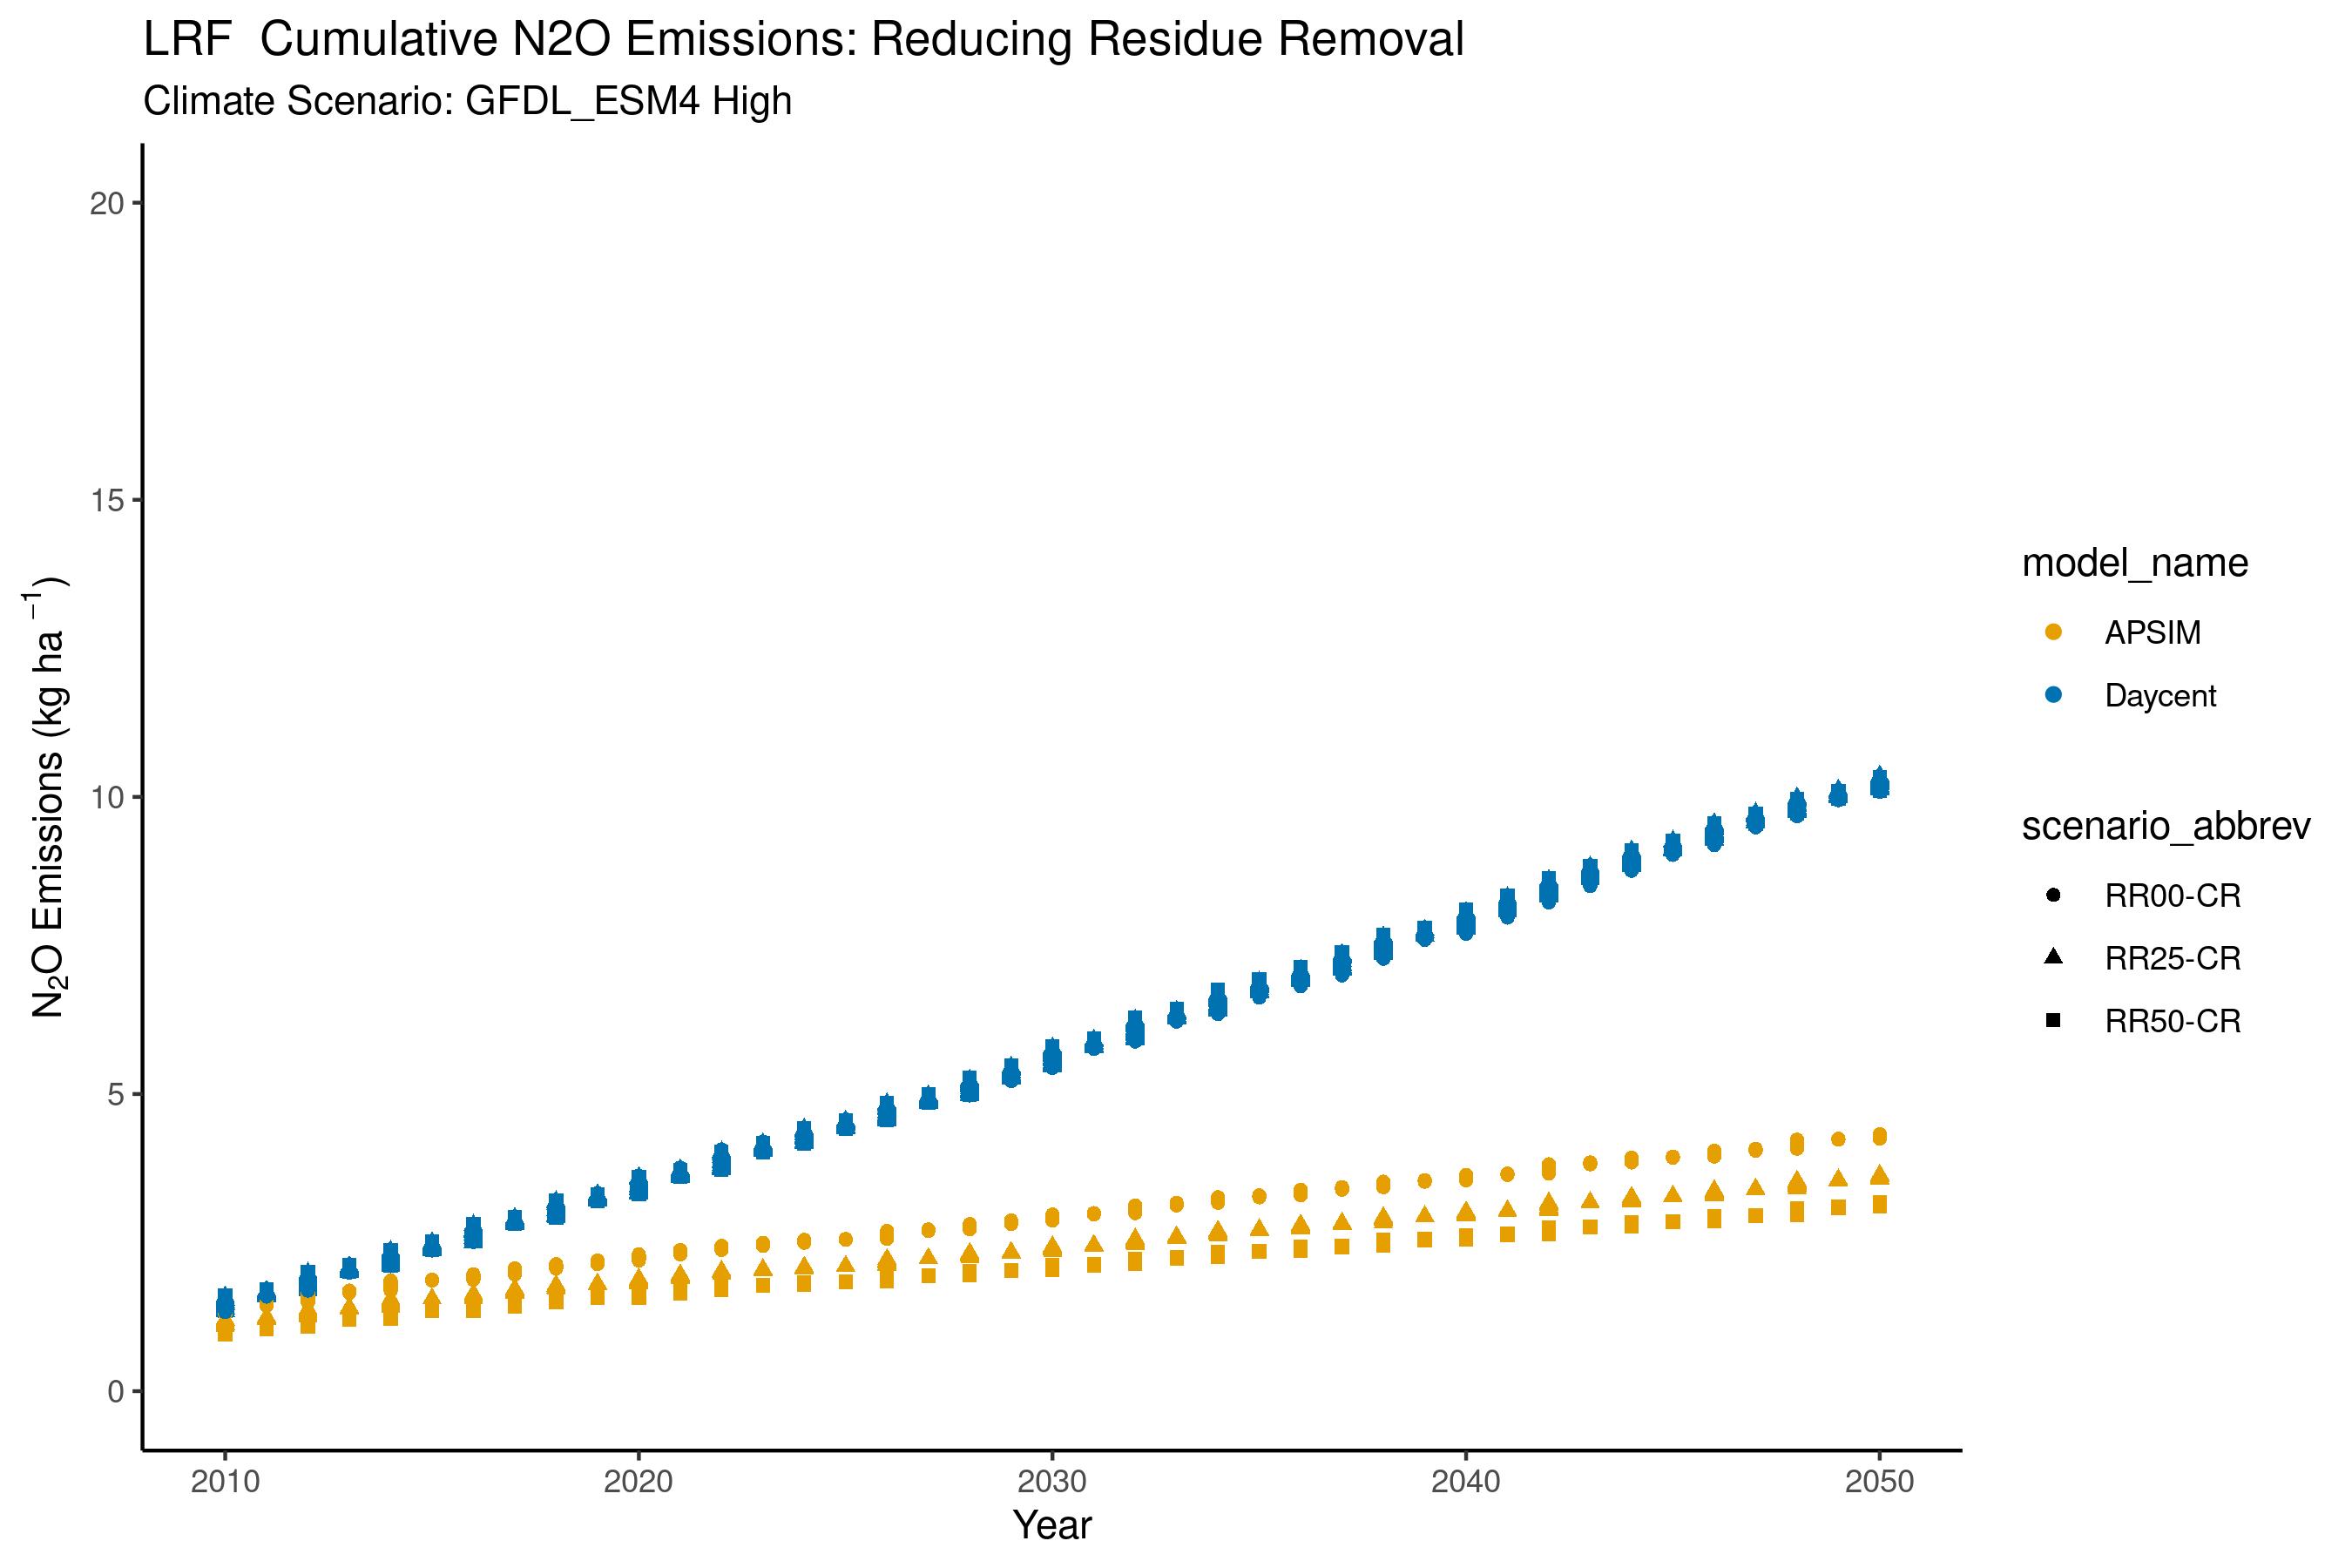 LRF  Cumulative N2O Emissions: Reducing Residue Removal
Climate Scenario: GFDL_ESM4 High
N₂O Emissions (kg ha⁻¹)
20
15
10
5
0
2010 2020 2030 2040 2050
Year
model_name
APSIM
Daycent
scenario_abbrev
RR00-CR
RR25-CR
RR50-CR